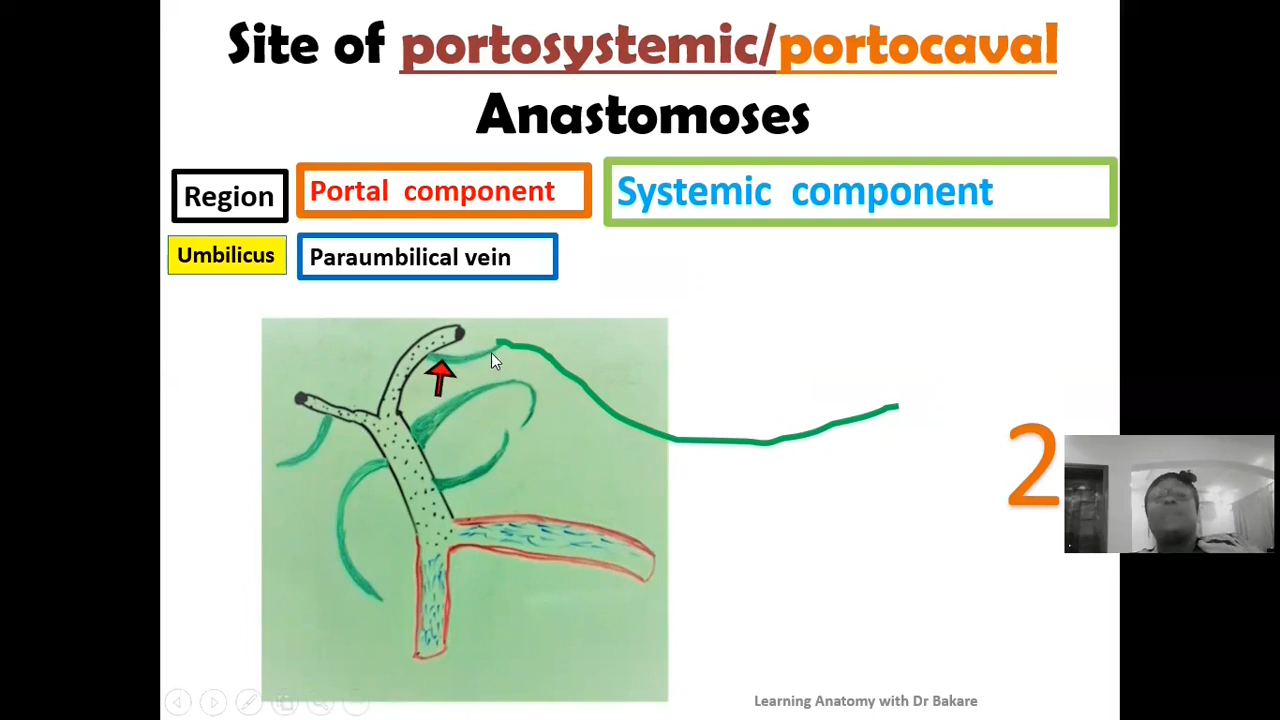 Site of portosystemic/portocaval
Anastomoses
Region
Portal component
Systemic component
Umbilicus
Paraumbilical vein
2
Learning Anatomy with Dr Bakare